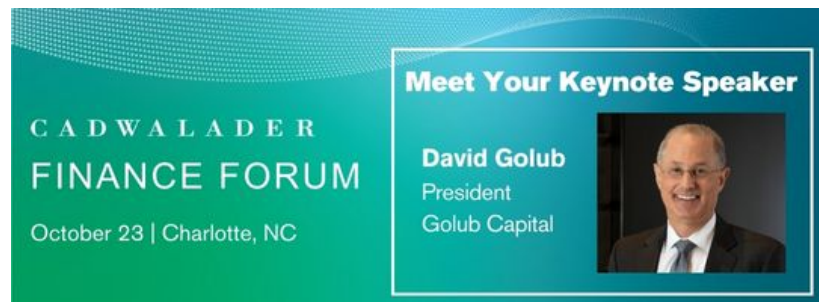 CADWALADER
FINANCE FORUM
October 23 | Charlotte, NC
Meet Your Keynote Speaker
David Golub
President
Golub Capital